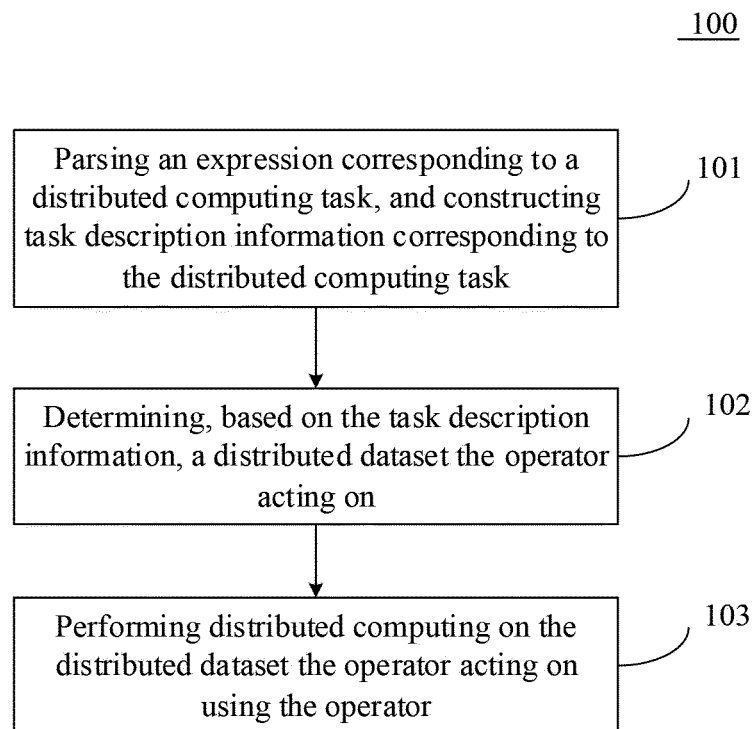 100
Parsing an expression corresponding to a
distributed computing task, and constructing
task description information corresponding to
the distributed computing task
101
Determining, based on the task description
information, a distributed dataset the operator
acting on
102
Performing distributed computing on the
distributed dataset the operator acting on
using the operator
103